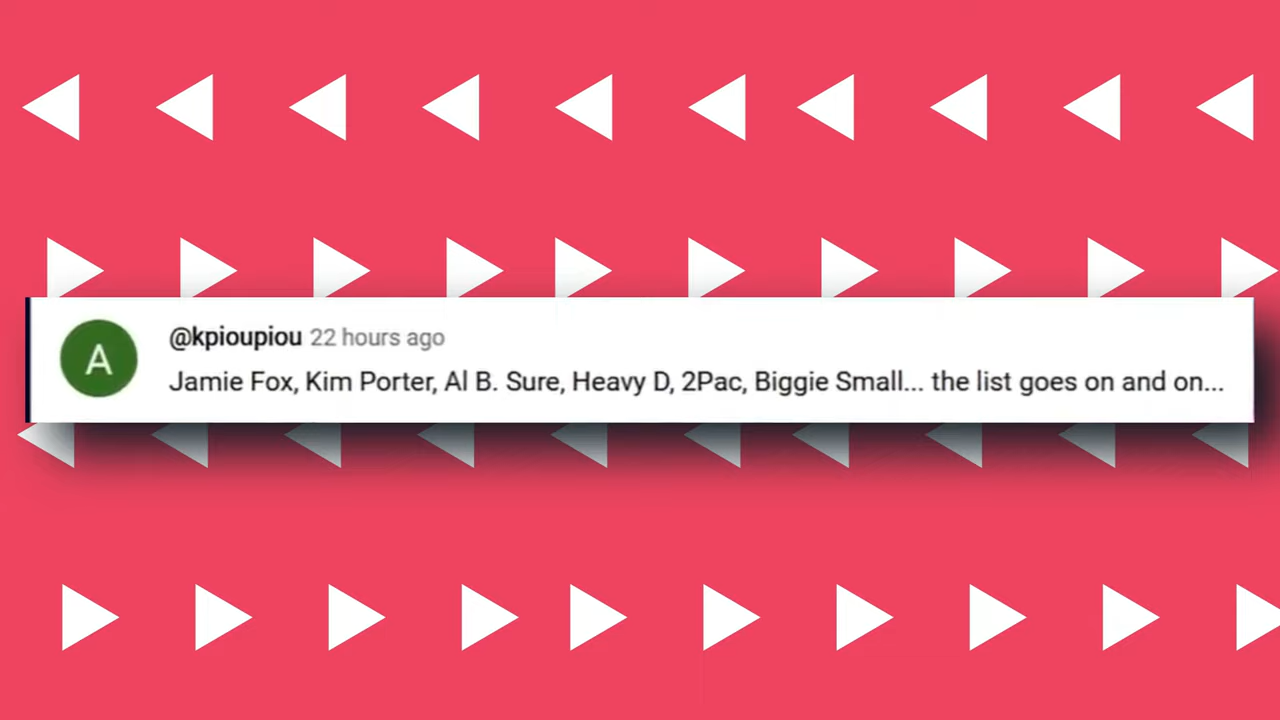 A
@kpioupiou 22 hours ago
Jamie Fox, Kim Porter, Al B. Sure, Heavy D, 2Pac, Biggie Small... the list goes on and on...